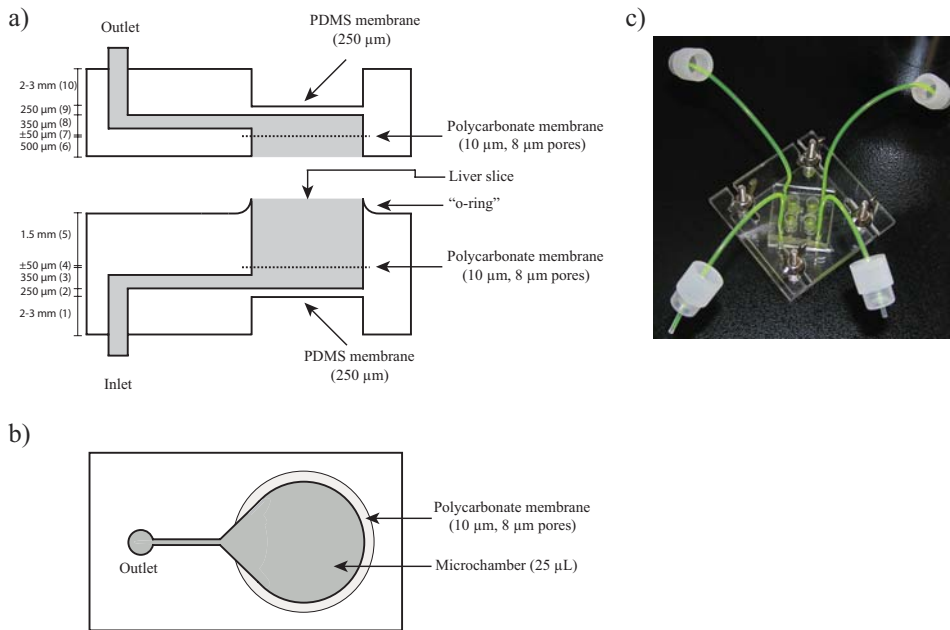 a)
Outlet
PDMS membrane
(250 µm)
2-3 mm (10)
250 µm (9)
350 µm (8)
±50 µm (7)
500 µm (6)
Polycarbonate membrane
(10 µm, 8 µm pores)
Liver slice
“o-ring”
1.5 mm (5)
±50 µm (4)
350 µm (3)
250 µm (2)
2-3 mm (1)
Polycarbonate membrane
(10 µm, 8 µm pores)
PDMS membrane
(250 µm)
Inlet
b)
Outlet
Polycarbonate membrane
(10 µm, 8 µm pores)
Microchamber (25 µL)
c)